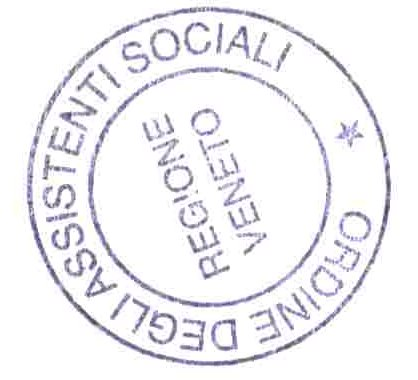 ORDINE DEGLI ASSISTENTI SOCIALI
REGIONE
VENETO